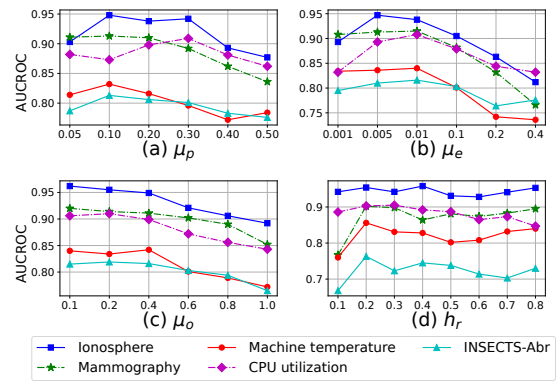 AUCROC
0.95
0.90
0.85
0.80
0.05 0.10 0.20 0.30 0.40 0.50
(a) μp
0.95
0.90
0.85
0.80
0.75
0.001 0.005 0.01 0.1 0.2 0.4
(b) μe
AUCROC
0.95
0.90
0.85
0.80
0.1 0.2 0.4 0.6 0.8 1.0
(c) μo
0.9
0.8
0.7
0.1 0.2 0.3 0.4 0.5 0.6 0.7 0.8
(d) hr
Ionosphere Machine temperature INSECTS-Abr
Mammography CPU utilization